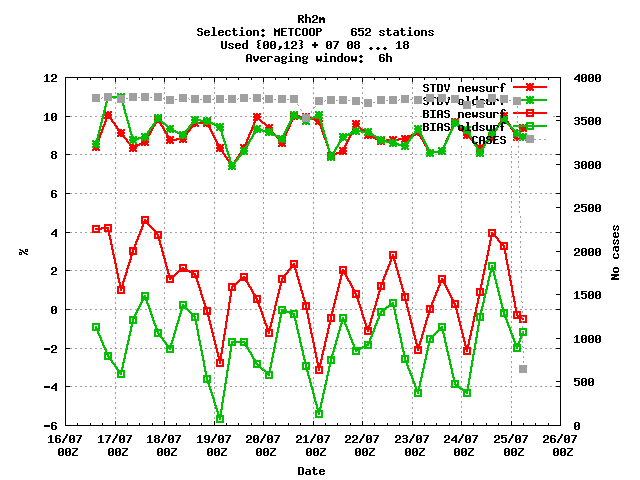 Rh2m
Selection: METCOOP 652 stations
Used {00,12} + 07 08 ... 18
Averaging window: 6h
12 4000
STDV newsurf
STDV oldsurf
10 3500
BIAS newsurf
BIAS oldsurf
CASES
8 3000
6 2500
4 2000
% No cases
2 1500
0 1000
-2 500
-4 0
-6
16/07 17/07 18/07 19/07 20/07 21/07 22/07 23/07 24/07 25/07 26/07
00Z 00Z 00Z 00Z 00Z 00Z 00Z 00Z 00Z 00Z 00Z
Date